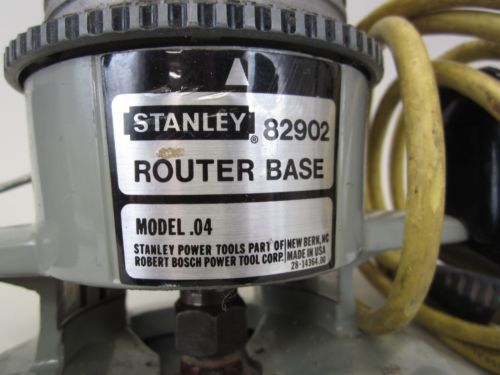 STANLEY® 82902
ROUTER BASE
MODEL .04
STANLEY POWER TOOLS PART OF NEW BERN, NC
ROBERT BOSCH POWER TOOL CORP. MADE IN USA
28-14364.00